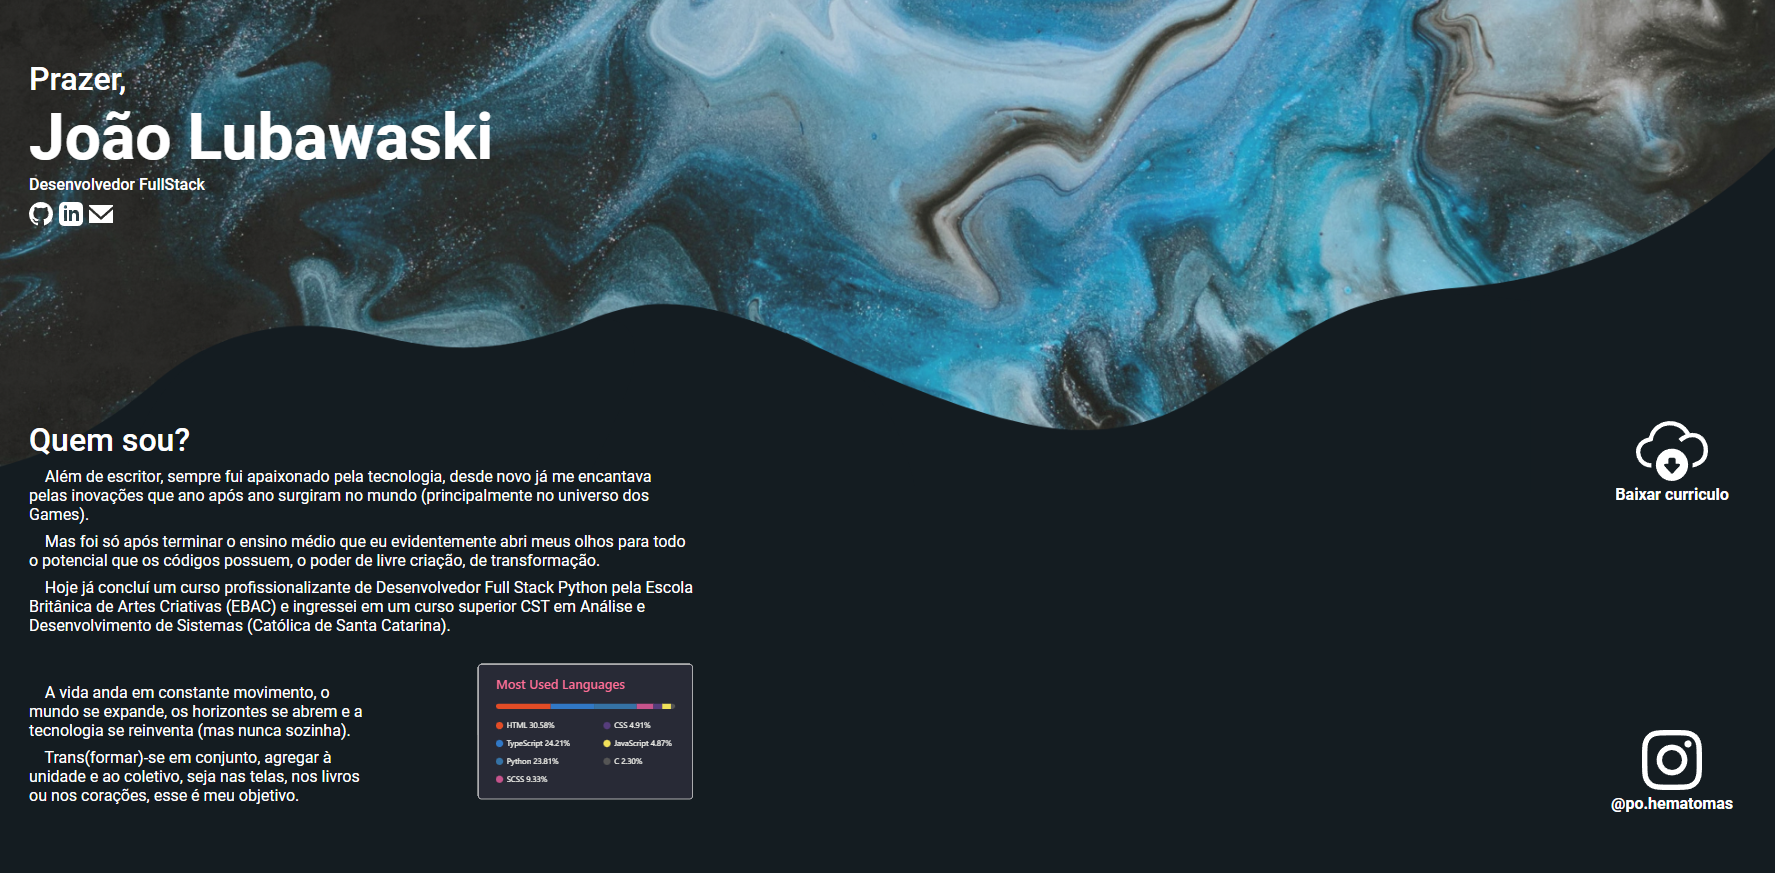 Prazer,
João Lubawaski
Desenvolvedor FullStack
in
Quem sou?
Além de escritor, sempre fui apaixonado pela tecnologia, desde novo já me encantava
pelas inovações que ano após ano surgiram no mundo (principalmente no universo dos
Games).
Mas foi só após terminar o ensino médio que eu evidentemente abri meus olhos para todo
o potencial que os códigos possuem, o poder de livre criação, de transformação.
Hoje já concluí um curso profissionalizante de Desenvolvedor Full Stack Python pela Escola
Britânica de Artes Criativas (EBAC) e ingressei em um curso superior CST em Análise e
Desenvolvimento de Sistemas (Católica de Santa Catarina).
A vida anda em constante movimento, o
mundo se expande, os horizontes se abrem e a
tecnologia se reinventa (mas nunca sozinha).
Trans(formar)-se em conjunto, agregar à
unidade e ao coletivo, seja nas telas, nos livros
ou nos corações, esse é meu objetivo.
Most Used Languages
HTML 30.58%
TypeScript 24.21%
Python 23.81%
SCSS 9.33%
CSS 4.91%
JavaScript 4.87%
C 2.30%
Baixar curriculo
@po.hematomas